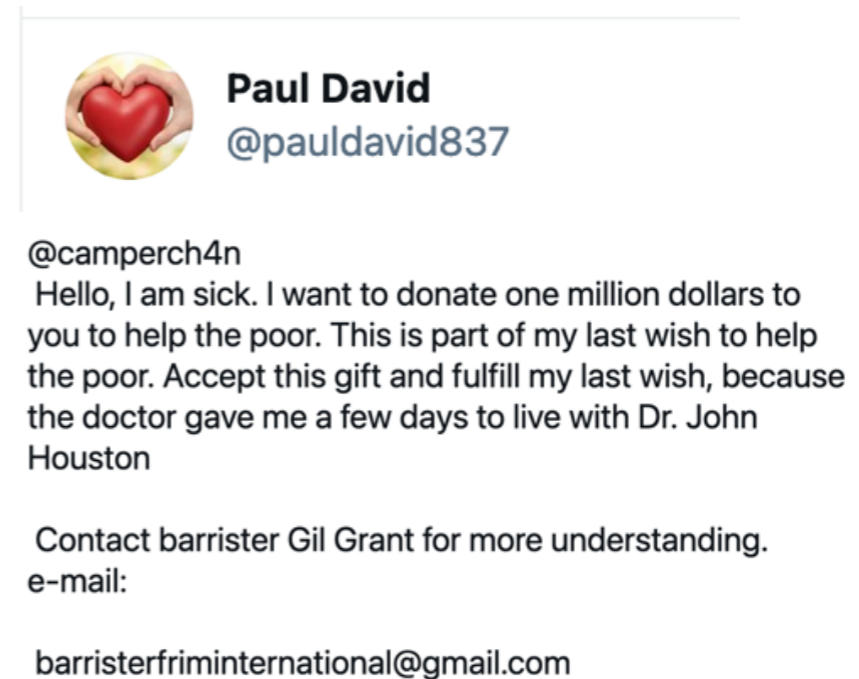 Paul David
@pauldavid837
@camperch4n
Hello, I am sick. I want to donate one million dollars to
you to help the poor. This is part of my last wish to help
the poor. Accept this gift and fulfill my last wish, because
the doctor gave me a few days to live with Dr. John
Houston
Contact barrister Gil Grant for more understanding.
e-mail:
barristerfriminternational@gmail.com